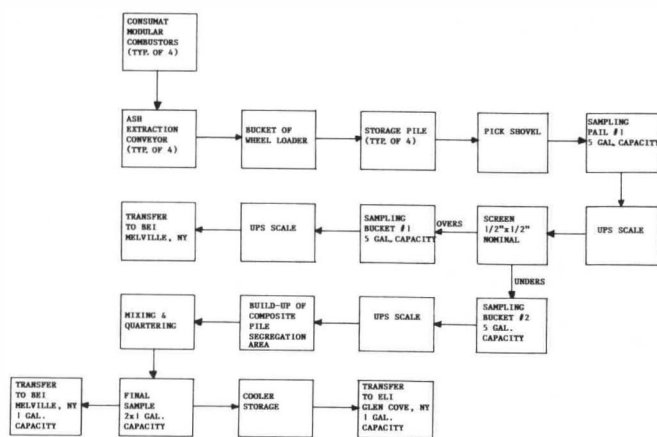 CONSUMAT
MODULAR
COMBUSTORS
(TYP. OF 4)
ASH
EXTRACTION
CONVEYOR
(TYP. OF 4)
BUCKET OF
WHEEL LOADER
STORAGE PILE
(TYP. OF 4)
PICK SHOVEL
SAMPLING
PAIL #1
5 GAL. CAPACITY
TRANSFER
TO BEI
MELVILLE, NY
UPS SCALE
SAMPLING
BUCKET #1
5 GAL. CAPACITY
OVERS
SCREEN
1/2"x1/2"
NOMINAL
UPS SCALE
UNDERS
MIXING &
QUARTERING
BUILD-UP OF
COMPOSITE
PILE
SEGREGATION
AREA
UPS SCALE
SAMPLING
BUCKET #2
5 GAL.
CAPACITY
TRANSFER
TO BEI
MELVILLE, NY
1 GAL.
CAPACITY
FINAL
SAMPLE
2x1 GAL.
CAPACITY
COOLER
STORAGE
TRANSFER
TO ELI
GLEN COVE, NY
1 GAL.
CAPACITY